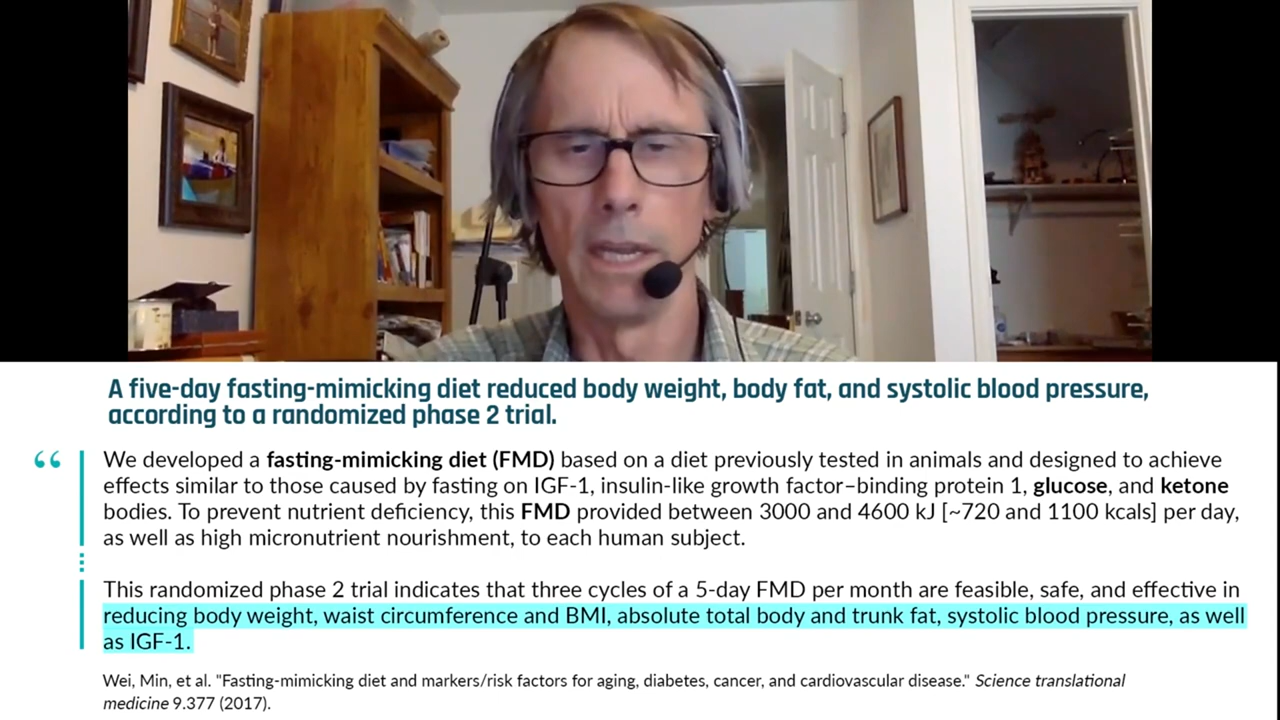 A five-day fasting-mimicking diet reduced body weight, body fat, and systolic blood pressure,
according to a randomized phase 2 trial.
“ We developed a fasting-mimicking diet (FMD) based on a diet previously tested in animals and designed to achieve
effects similar to those caused by fasting on IGF-1, insulin-like growth factor–binding protein 1, glucose, and ketone
bodies. To prevent nutrient deficiency, this FMD provided between 3000 and 4600 kJ [~720 and 1100 kcals] per day,
as well as high micronutrient nourishment, to each human subject.
This randomized phase 2 trial indicates that three cycles of a 5-day FMD per month are feasible, safe, and effective in
reducing body weight, waist circumference and BMI, absolute total body and trunk fat, systolic blood pressure, as well
as IGF-1.
Wei, Min, et al. "Fasting-mimicking diet and markers/risk factors for aging, diabetes, cancer, and cardiovascular disease." Science translational
medicine 9.377 (2017).